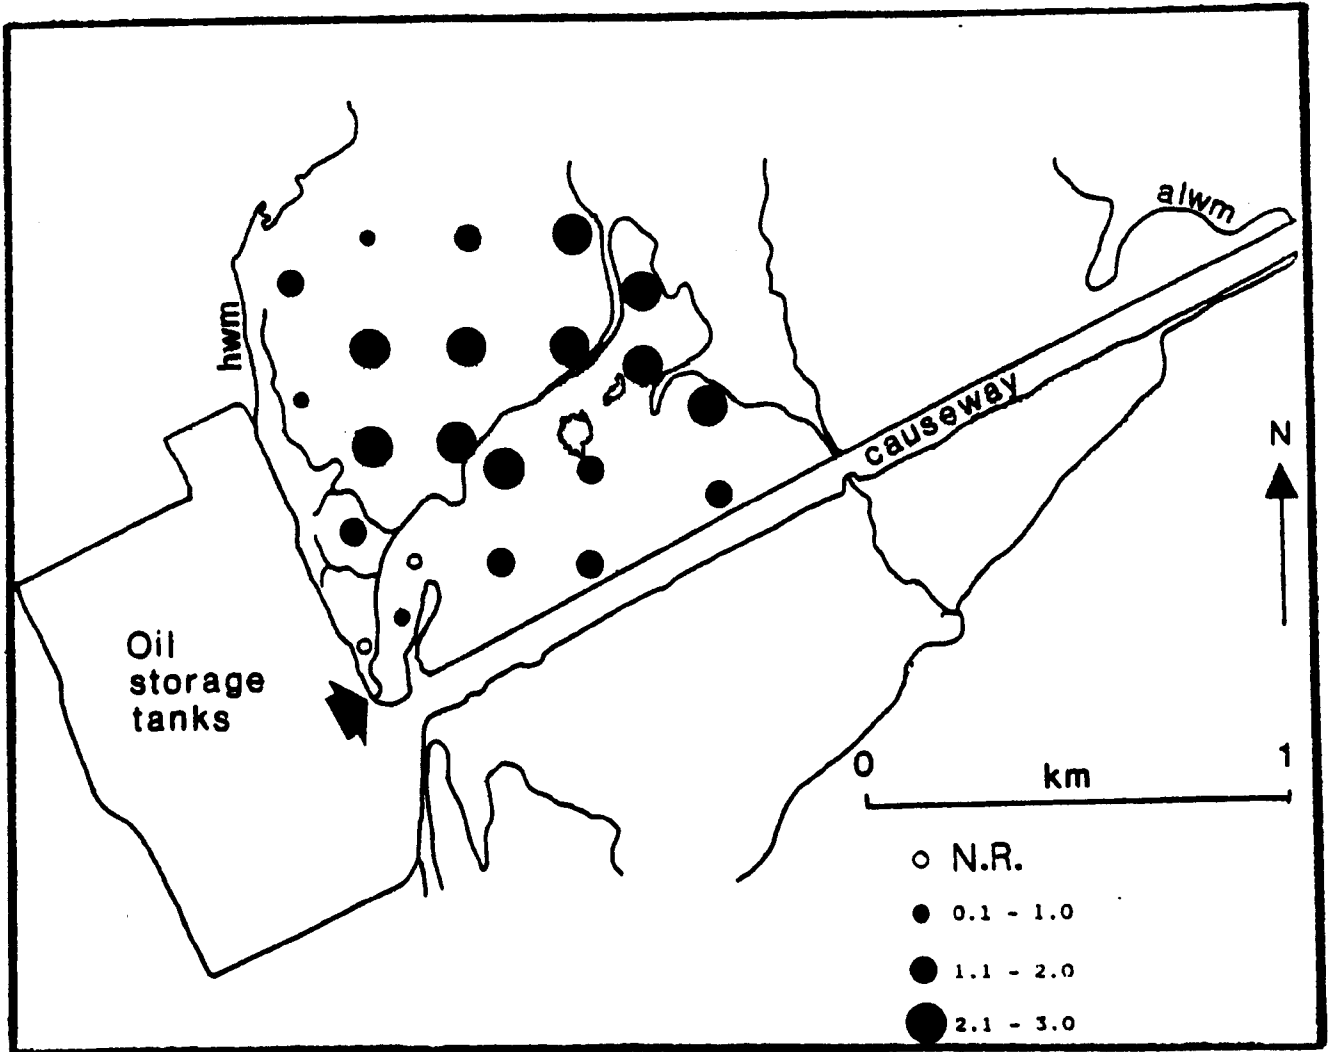 alwm
hwm
causeway
N
Oil
storage
tanks
0 km 1
N.R.
0.1 - 1.0
1.1 - 2.0
2.1 - 3.0